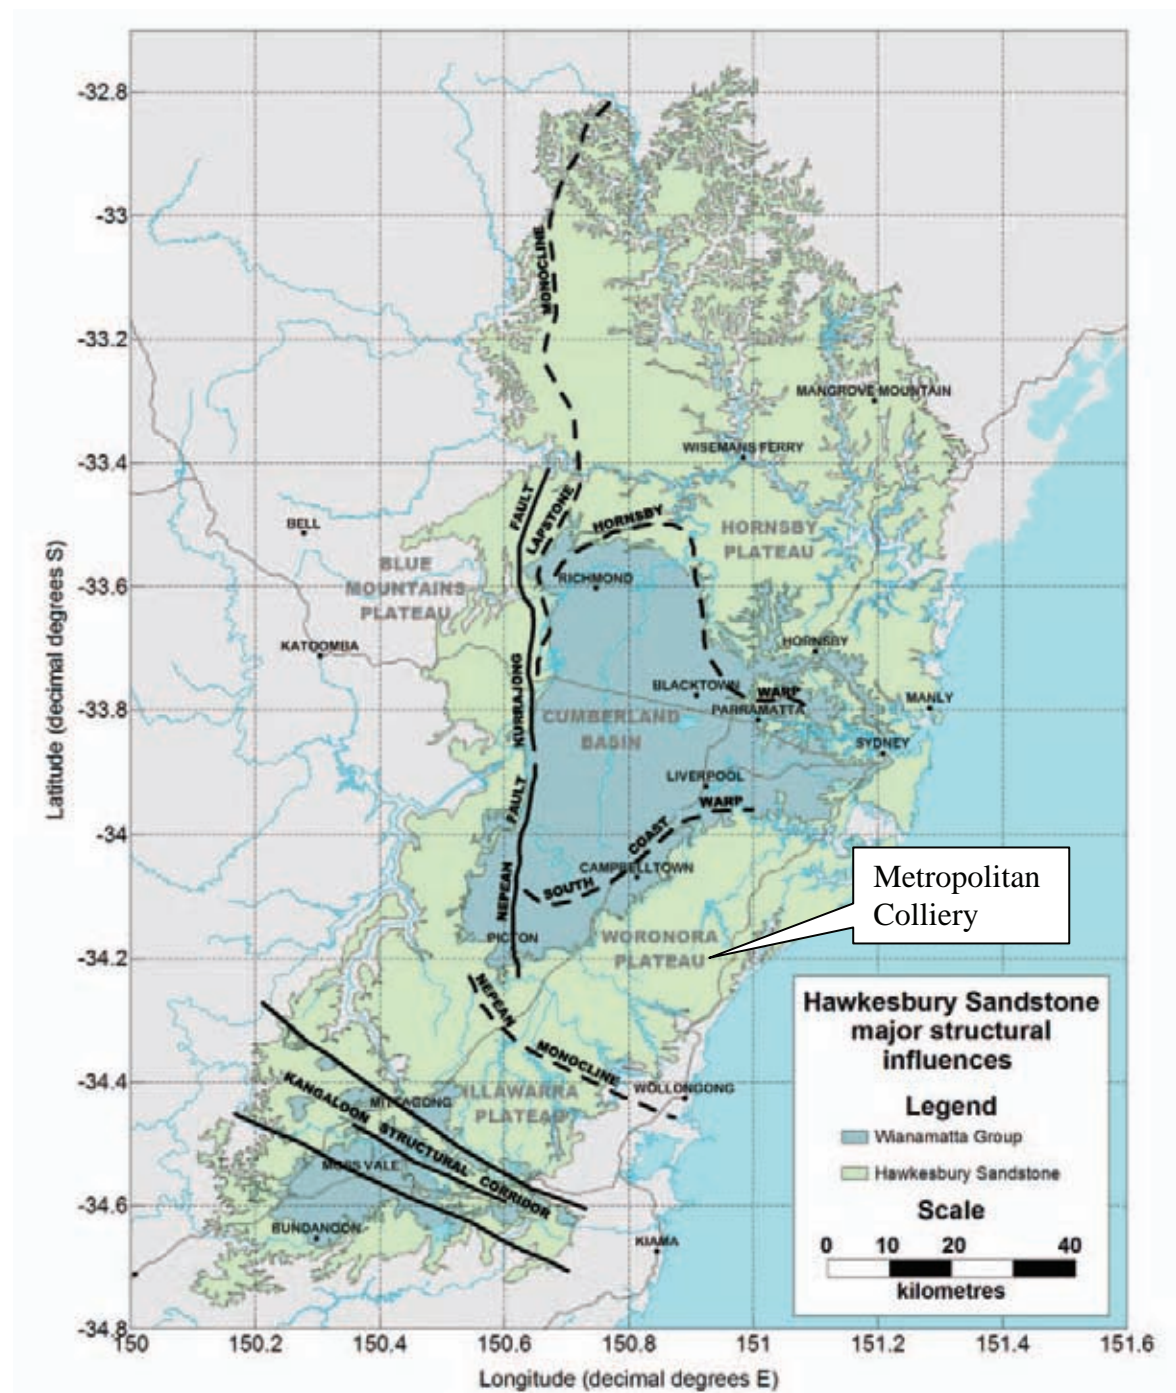 -32.8
-33
-33.2
-33.4
-33.6
-33.8
-34
-34.2
-34.4
-34.6
-34.8
Latitude (decimal degrees S)
150
150.2
150.4
150.6
150.8
151
151.2
151.4
151.6
Longitude (decimal degrees E)
MONOCLINE
LAPSTONE
FAULT
KURRAJONG
MANGROVE MOUNTAIN
WISEMANS FERRY
HORNSBY
HORNSBY
PLATEAU
BELL
BLUE
MOUNTAINS
PLATEAU
RICHMOND
KATOOMBA
HORNSBY
BLACKTOWN
WARP
MANLY
PARRAMATTA
CUMBERLAND
BASIN
SYDNEY
LIVERPOOL
WARP
COAST
SOUTH
FAULT
NEPEAN
CAMPBELLTOWN
PICTON
WORONORA
PLATEAU
Metropolitan
Colliery
NEPEAN
MONOCLINE
WOLLONGONG
ILLAWARRA
PLATEAU
MITTAGONG
KANGALOON STRUCTURAL CORRIDOR
MOSS VALE
BUNDANOON
KIAMA
Hawkesbury Sandstone
major structural
influences
Legend
Wianamatta Group
Hawkesbury Sandstone
Scale
0 10 20 40
kilometres